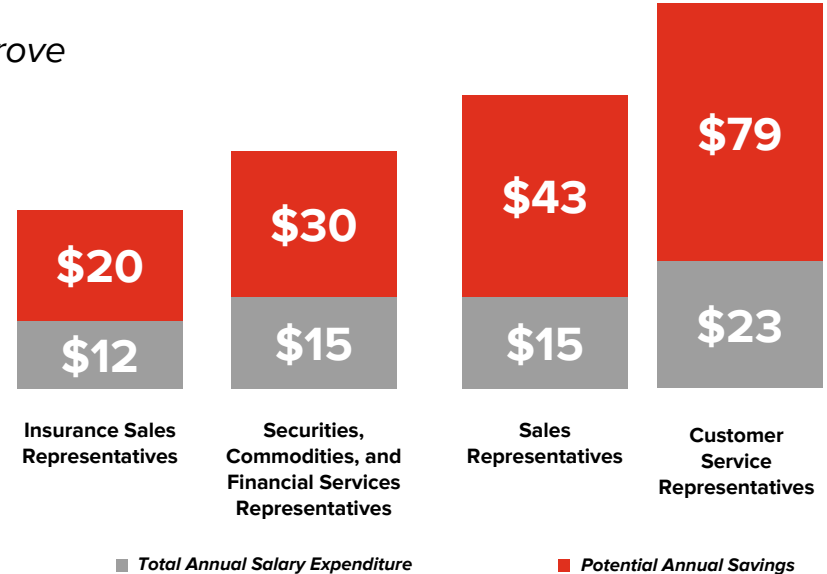 $20
$12
$30
$15
$43
$15
$79
$23
Insurance Sales
Representatives
Securities,
Commodities, and
Financial Services
Representatives
Sales
Representatives
Customer
Service
Representatives
Total Annual Salary Expenditure
Potential Annual Savings